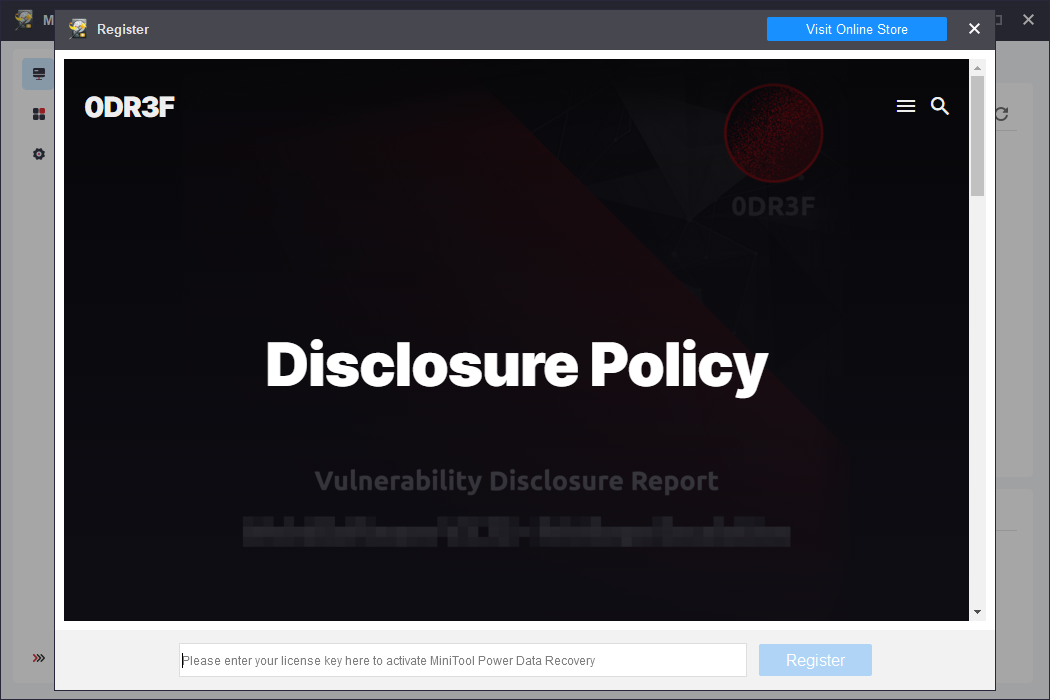 M
Register
Visit Online Store
0DR3F
0DR3F
Disclosure Policy
Vulnerability Disclosure Report
Please enter your license key here to activate MiniTool Power Data Recovery
Register